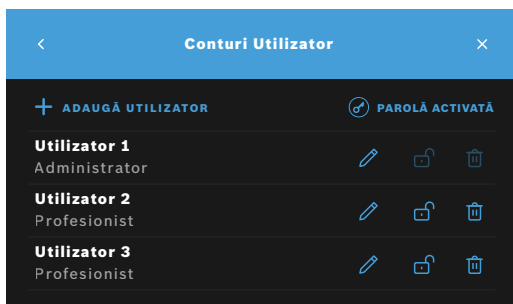 Conturi Utilizator
ADAUGĂ UTILIZATOR PAROLĂ ACTIVATĂ
Utilizator 1
Administrator
Utilizator 2
Profesionist
Utilizator 3
Profesionist